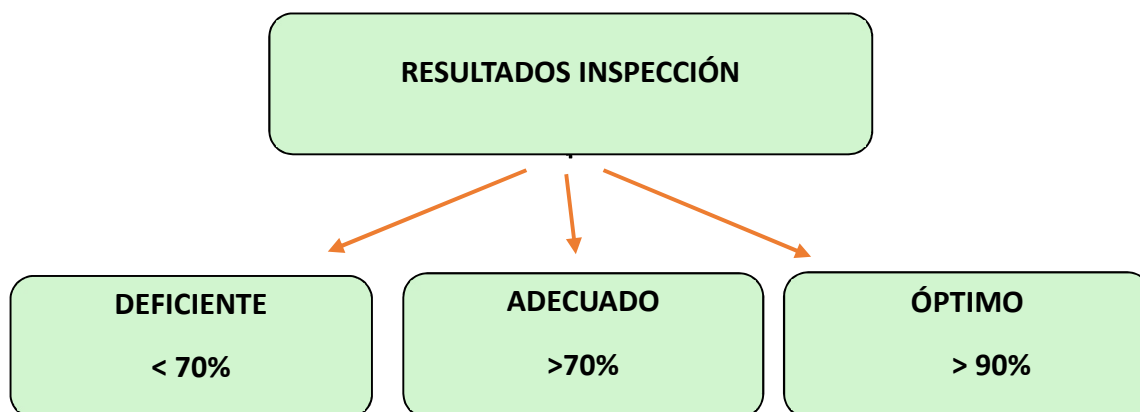 RESULTADOS INSPECCIÓN
DEFICIENTE
< 70%
ADECUADO
>70%
ÓPTIMO
> 90%